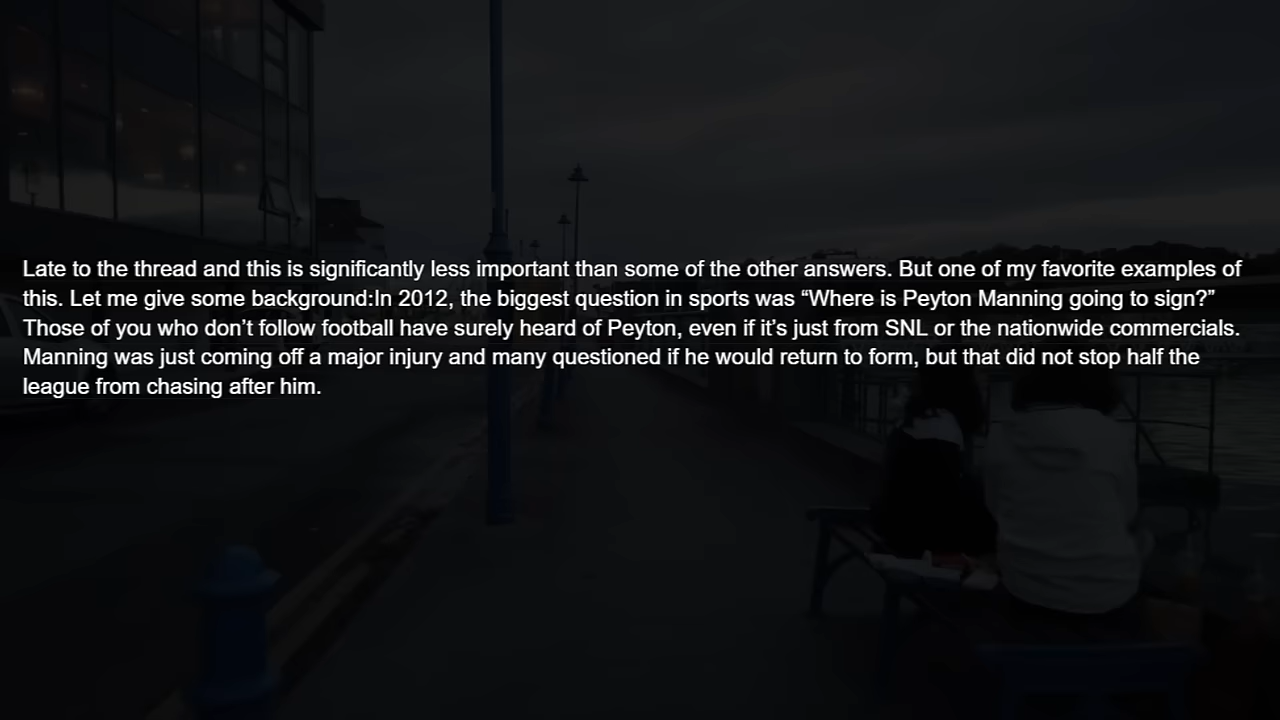 Late to the thread and this is significantly less important than some of the other answers. But one of my favorite examples of
this. Let me give some background:In 2012, the biggest question in sports was “Where is Peyton Manning going to sign?”
Those of you who don’t follow football have surely heard of Peyton, even if it’s just from SNL or the nationwide commercials.
Manning was just coming off a major injury and many questioned if he would return to form, but that did not stop half the
league from chasing after him.